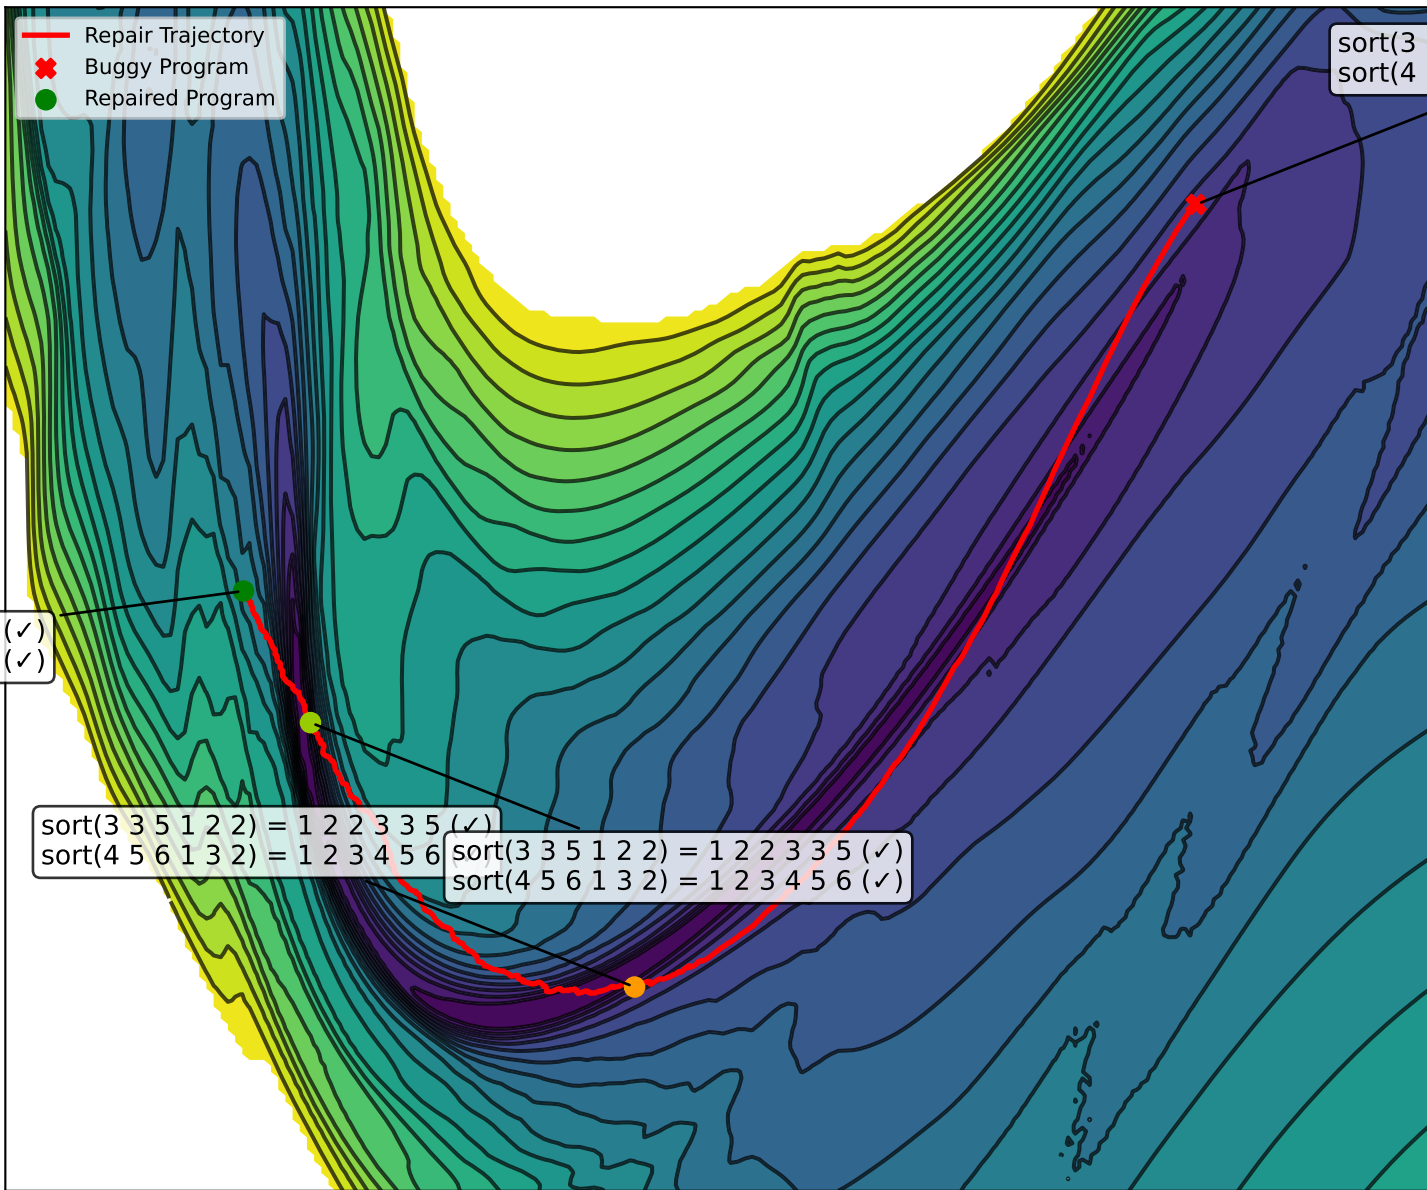 Repair Trajectory
Buggy Program
Repaired Program
sort(3
sort(4
(✓)
(✓)
sort(3 3 5 1 2 2) = 1 2 2 3 3 5 (✓)
sort(4 5 6 1 3 2) = 1 2 3 4 5 6
sort(3 3 5 1 2 2) = 1 2 2 3 3 5 (✓)
sort(4 5 6 1 3 2) = 1 2 3 4 5 6 (✓)